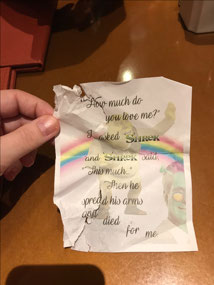 "How much do
you love me?"
I asked SHREK
and SHREK said,
"This much."
Then he
spread his arms
and died
for me.